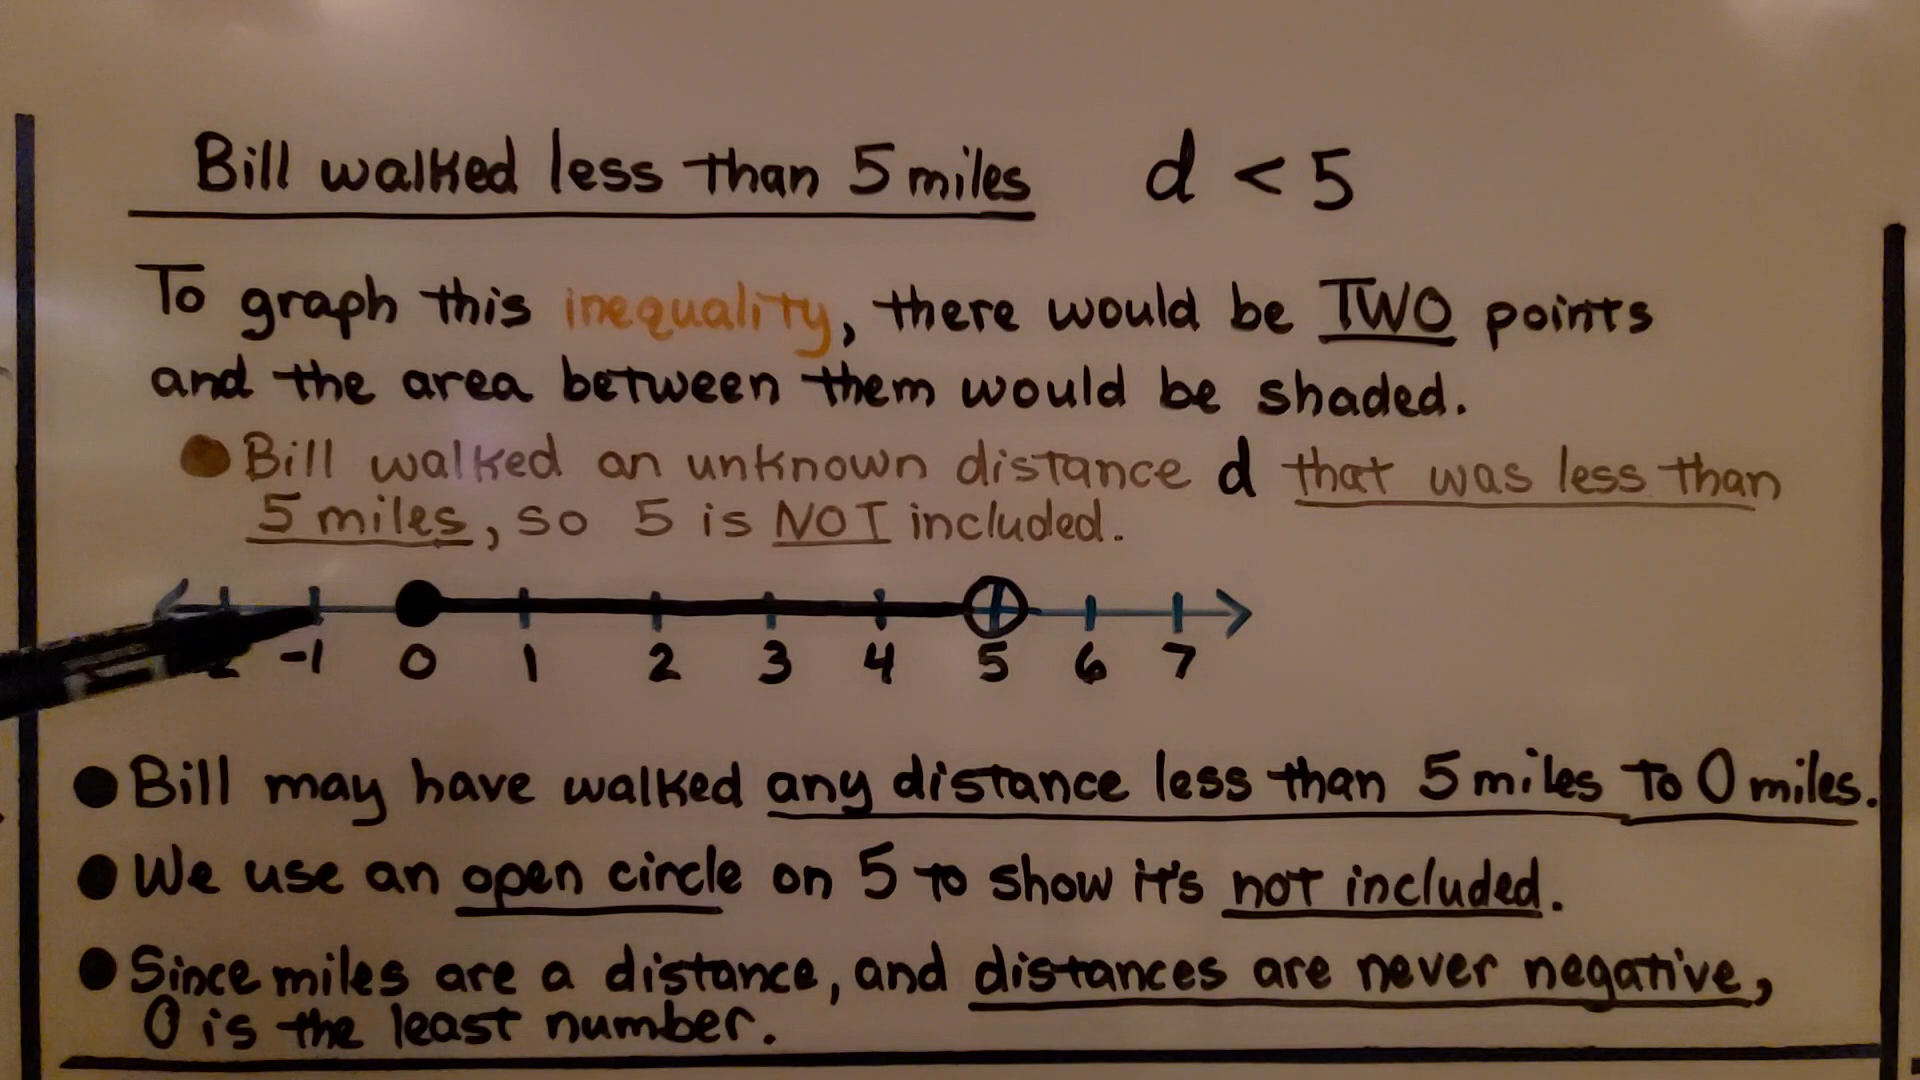 Bill walked less than 5 miles d < 5
To graph this inequality, there would be TWO points
and the area between them would be shaded.
● Bill walked an unknown distance d that was less than
5 miles, so 5 is NOT included.
-1 0 1 2 3 4 5 6 7
● Bill may have walked any distance less than 5 miles to 0 miles.
● We use an open circle on 5 to show it's not included.
● Since miles are a distance, and distances are never negative,
0 is the least number.